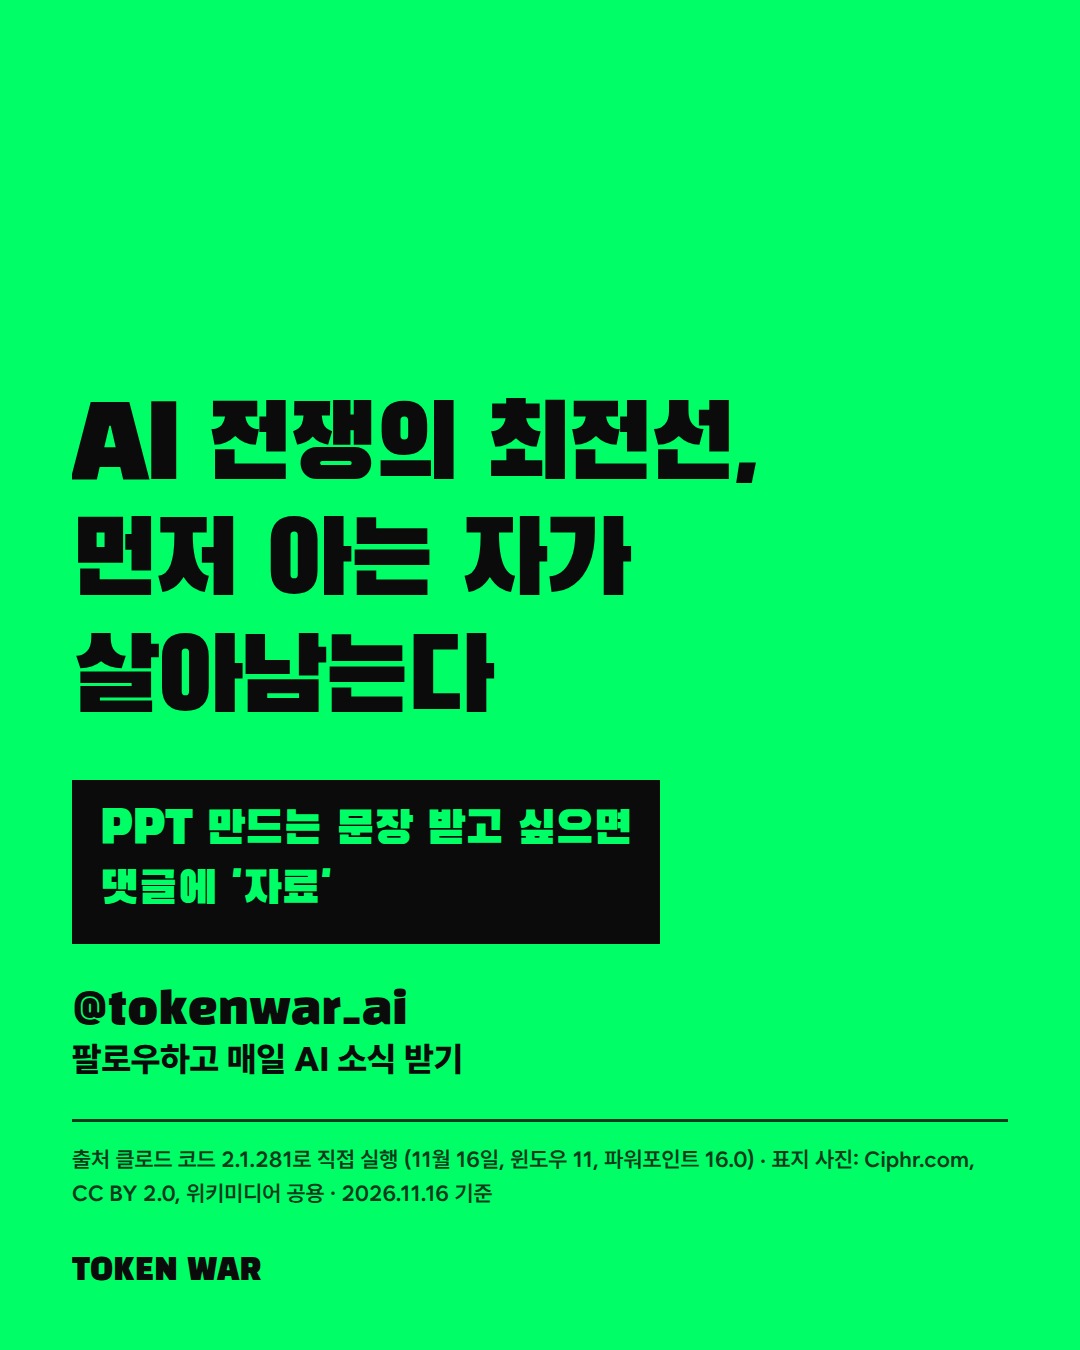 AI 전쟁의 최전선,
먼저 아는 자가
살아남는다
PPT 만드는 문장 받고 싶으면
댓글에 '자료'
@tokenwar_ai
팔로우하고 매일 AI 소식 받기
출처 클로드 코드 2.1.281로 직접 실행 (11월 16일, 윈도우 11, 파워포인트 16.0) · 표지 사진: Ciphr.com,
CC BY 2.0, 위키미디어 공용 · 2026.11.16 기준
TOKEN WAR